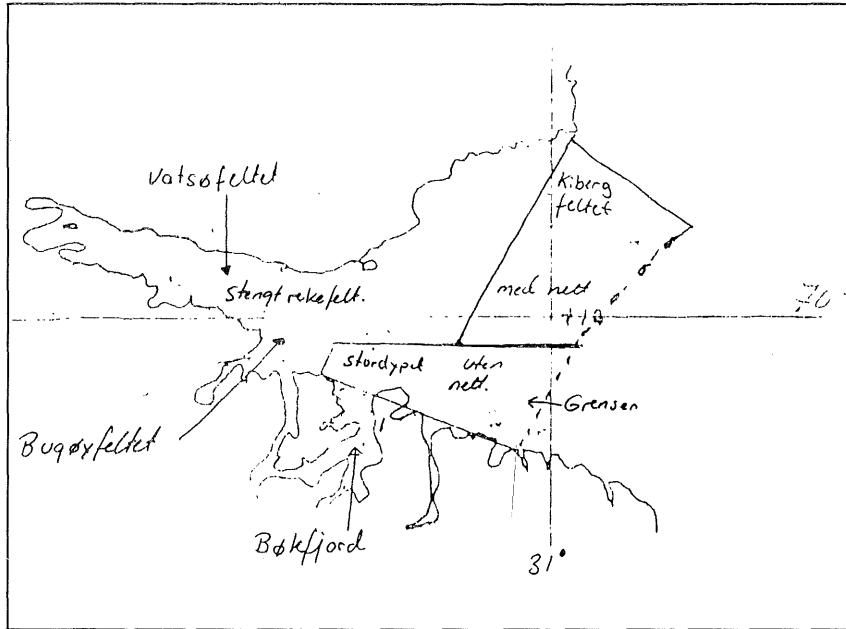 Vatsøfeltet
Kiberg
feltet
Stengt rekefelt.
med nett
70
Stordypet
uten
nett.
Grensen
Bugøyfeltet
Bøkfjord
31°